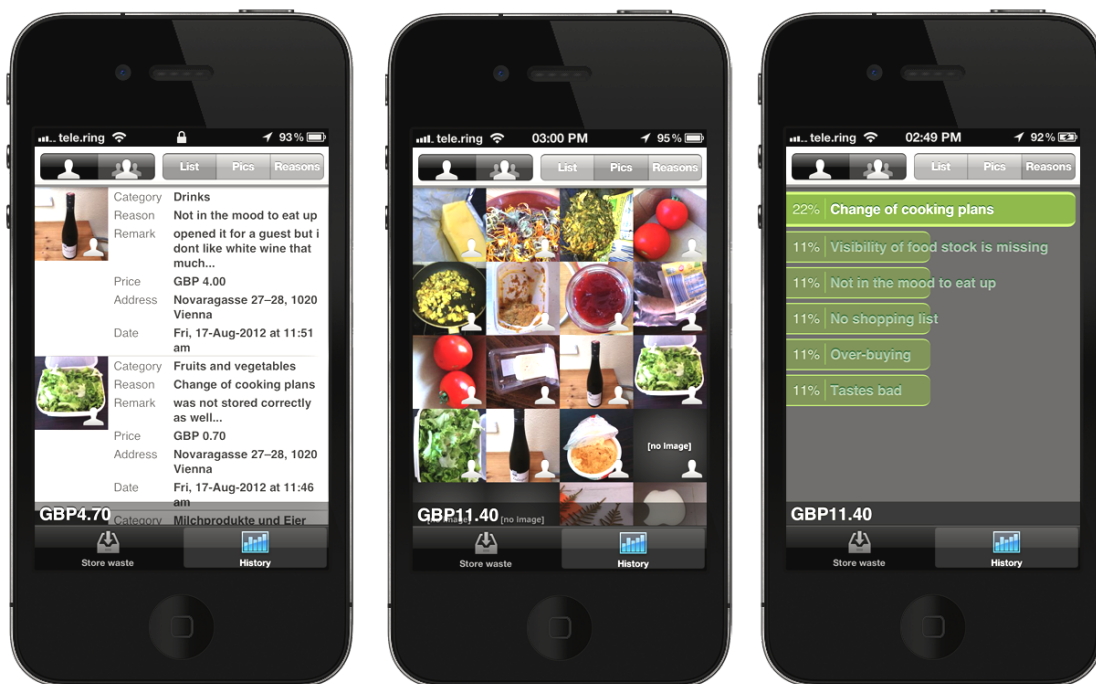 tele.ring 93%
List Pics Reasons
Category Drinks
Reason Not in the mood to eat up
Remark opened it for a guest but i
dont like white wine that
much...
Price GBP 4.00
Address Novaragasse 27–28, 1020
Vienna
Date Fri, 17-Aug-2012 at 11:51
am
Category Fruits and vegetables
Reason Change of cooking plans
Remark was not stored correctly
as well...
Price GBP 0.70
Address Novaragasse 27–28, 1020
Vienna
Date Fri, 17-Aug-2012 at 11:46
am
GBP4.70
Category Milchprodukte und Eier
Store waste History
tele.ring 03:00 PM 95%
List Pics Reasons
[no Image]
GBP11.40
[no Image] [no Image]
Store waste History
tele.ring 02:49 PM 92%
List Pics Reasons
22% Change of cooking plans
11% Visibility of food stock is missing
11% Not in the mood to eat up
11% No shopping list
11% Over-buying
11% Tastes bad
GBP11.40
Store waste History